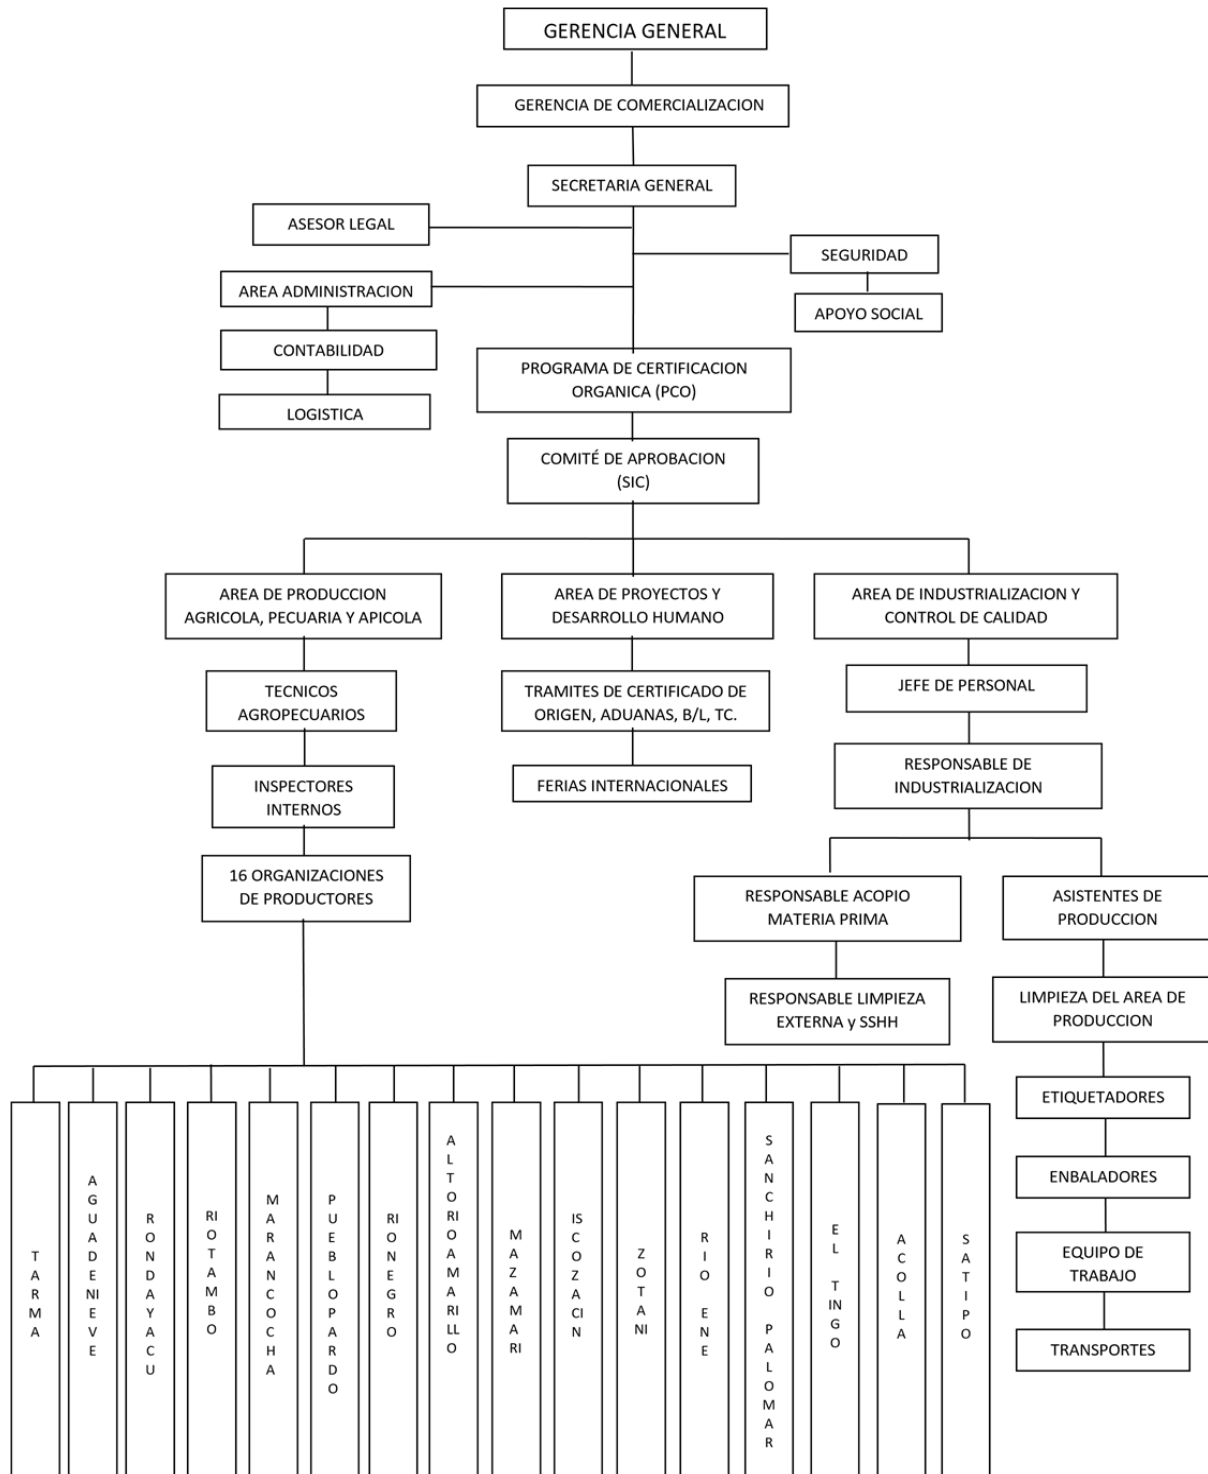 GERENCIA GENERAL
GERENCIA DE COMERCIALIZACION
SECRETARIA GENERAL
ASESOR LEGAL
SEGURIDAD
AREA ADMINISTRACION
APOYO SOCIAL
CONTABILIDAD
LOGISTICA
PROGRAMA DE CERTIFICACION
ORGANICA (PCO)
COMITÉ DE APROBACION
(SIC)
AREA DE PRODUCCION
AGRICOLA, PECUARIA Y APICOLA
AREA DE PROYECTOS Y
DESARROLLO HUMANO
AREA DE INDUSTRIALIZACION Y
CONTROL DE CALIDAD
TECNICOS
AGROPECUARIOS
TRAMITES DE CERTIFICADO DE
ORIGEN, ADUANAS, B/L, TC.
JEFE DE PERSONAL
INSPECTORES
INTERNOS
FERIAS INTERNACIONALES
RESPONSABLE DE
INDUSTRIALIZACION
16 ORGANIZACIONES
DE PRODUCTORES
RESPONSABLE ACOPIO
MATERIA PRIMA
ASISTENTES DE
PRODUCCION
RESPONSABLE LIMPIEZA
EXTERNA y SSHH
LIMPIEZA DEL AREA DE
PRODUCCION
ETIQUETADORES
ENBALADORES
EQUIPO DE
TRABAJO
TRANSPORTES
TARMA
AGUADENIEVE
RONDAYACU
RIOTAMBO
MARANCOCHA
PUEBLOPARDO
RIONEGRO
ALTORIOAMARILLO
MAZAMARI
ISCOZACIN
ZOTANI
RIO ENE
SANCHIRIO PALOMAR
EL TINGO
ACOLLA
SATIPO